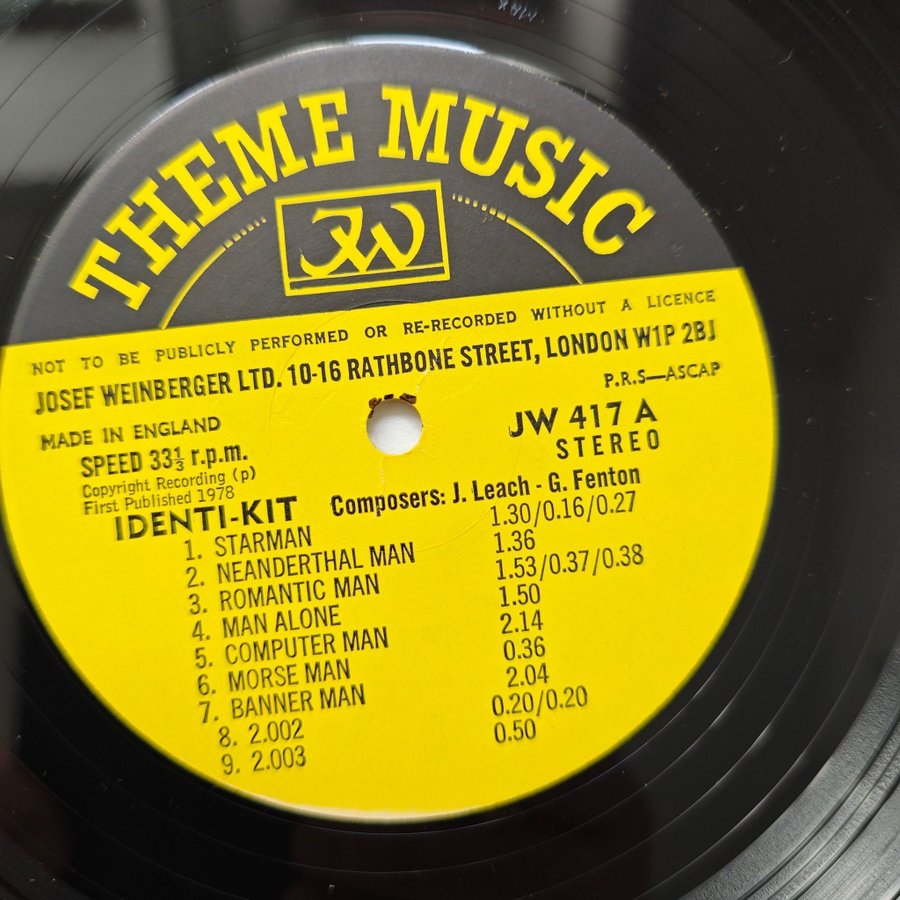 THEME MUSIC
JW
NOT TO BE PUBLICLY PERFORMED OR RE-RECORDED WITHOUT A LICENCE
JOSEF WEINBERGER LTD. 10-16 RATHBONE STREET, LONDON W1P 2BJ
P.R.S—ASCAP
MADE IN ENGLAND
JW 417 A
SPEED 33⅓ r.p.m.
STEREO
Copyright Recording (p)
First Published 1978
IDENTI-KIT Composers: J. Leach - G. Fenton
1. STARMAN 1.30/0.16/0.27
2. NEANDERTHAL MAN 1.36
3. ROMANTIC MAN 1.53/0.37/0.38
4. MAN ALONE 1.50
5. COMPUTER MAN 2.14
6. MORSE MAN 0.36
7. BANNER MAN 2.04
8. 2.002 0.20/0.20
9. 2.003 0.50